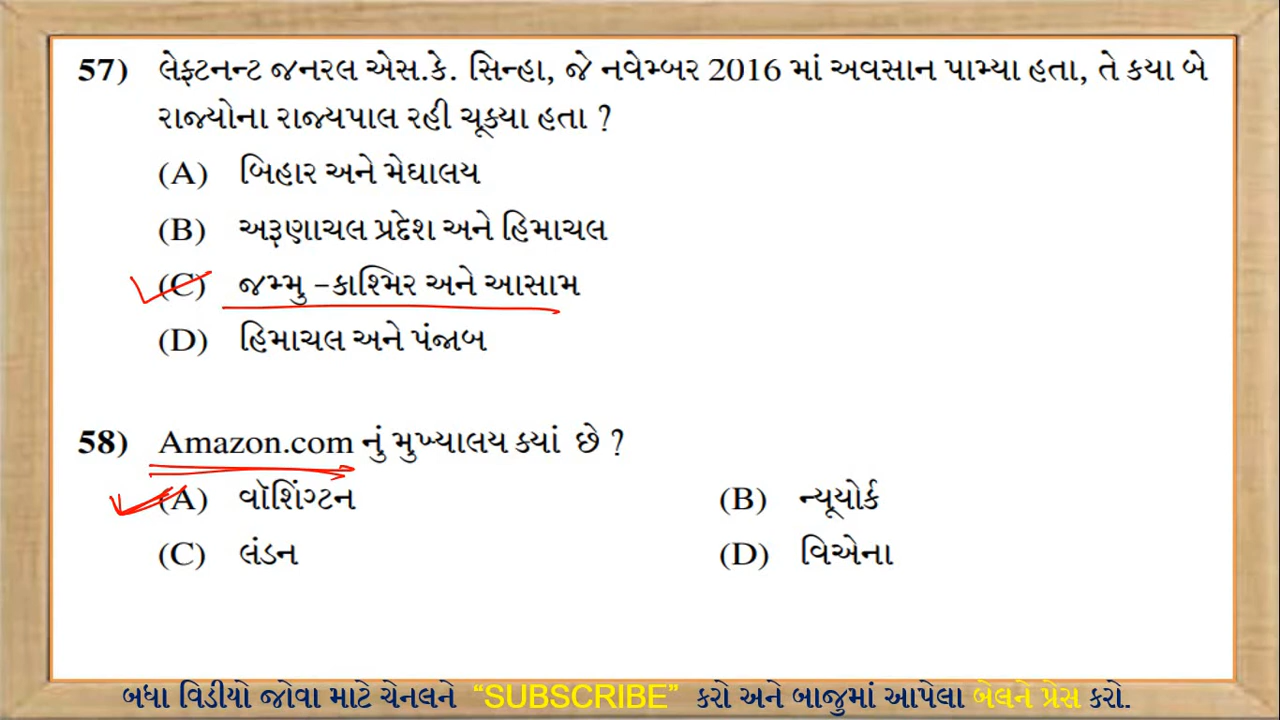 57) લેફ્ટનન્ટ જનરલ એસ.કે. સિન્હા, જે નવેમ્બર 2016 માં અવસાન પામ્યા હતા, તે કયા બે
રાજ્યોના રાજ્યપાલ રહી ચૂક્યા હતા ?
(A) બિહાર અને મેઘાલય
(B) અરૂણાચલ પ્રદેશ અને હિમાચલ
(C) જમ્મુ -કાશ્મિર અને આસામ
(D) હિમાચલ અને પંજાબ
58) Amazon.com નું મુખ્યાલય ક્યાં છે ?
(A) વૉશિંગ્ટન (B) ન્યૂયોર્ક
(C) લંડન (D) વિએના
બધા વિડીયો જોવા માટે ચેનલને “SUBSCRIBE” કરો અને બાજુમાં આપેલા બેલને પ્રેસ કરો.